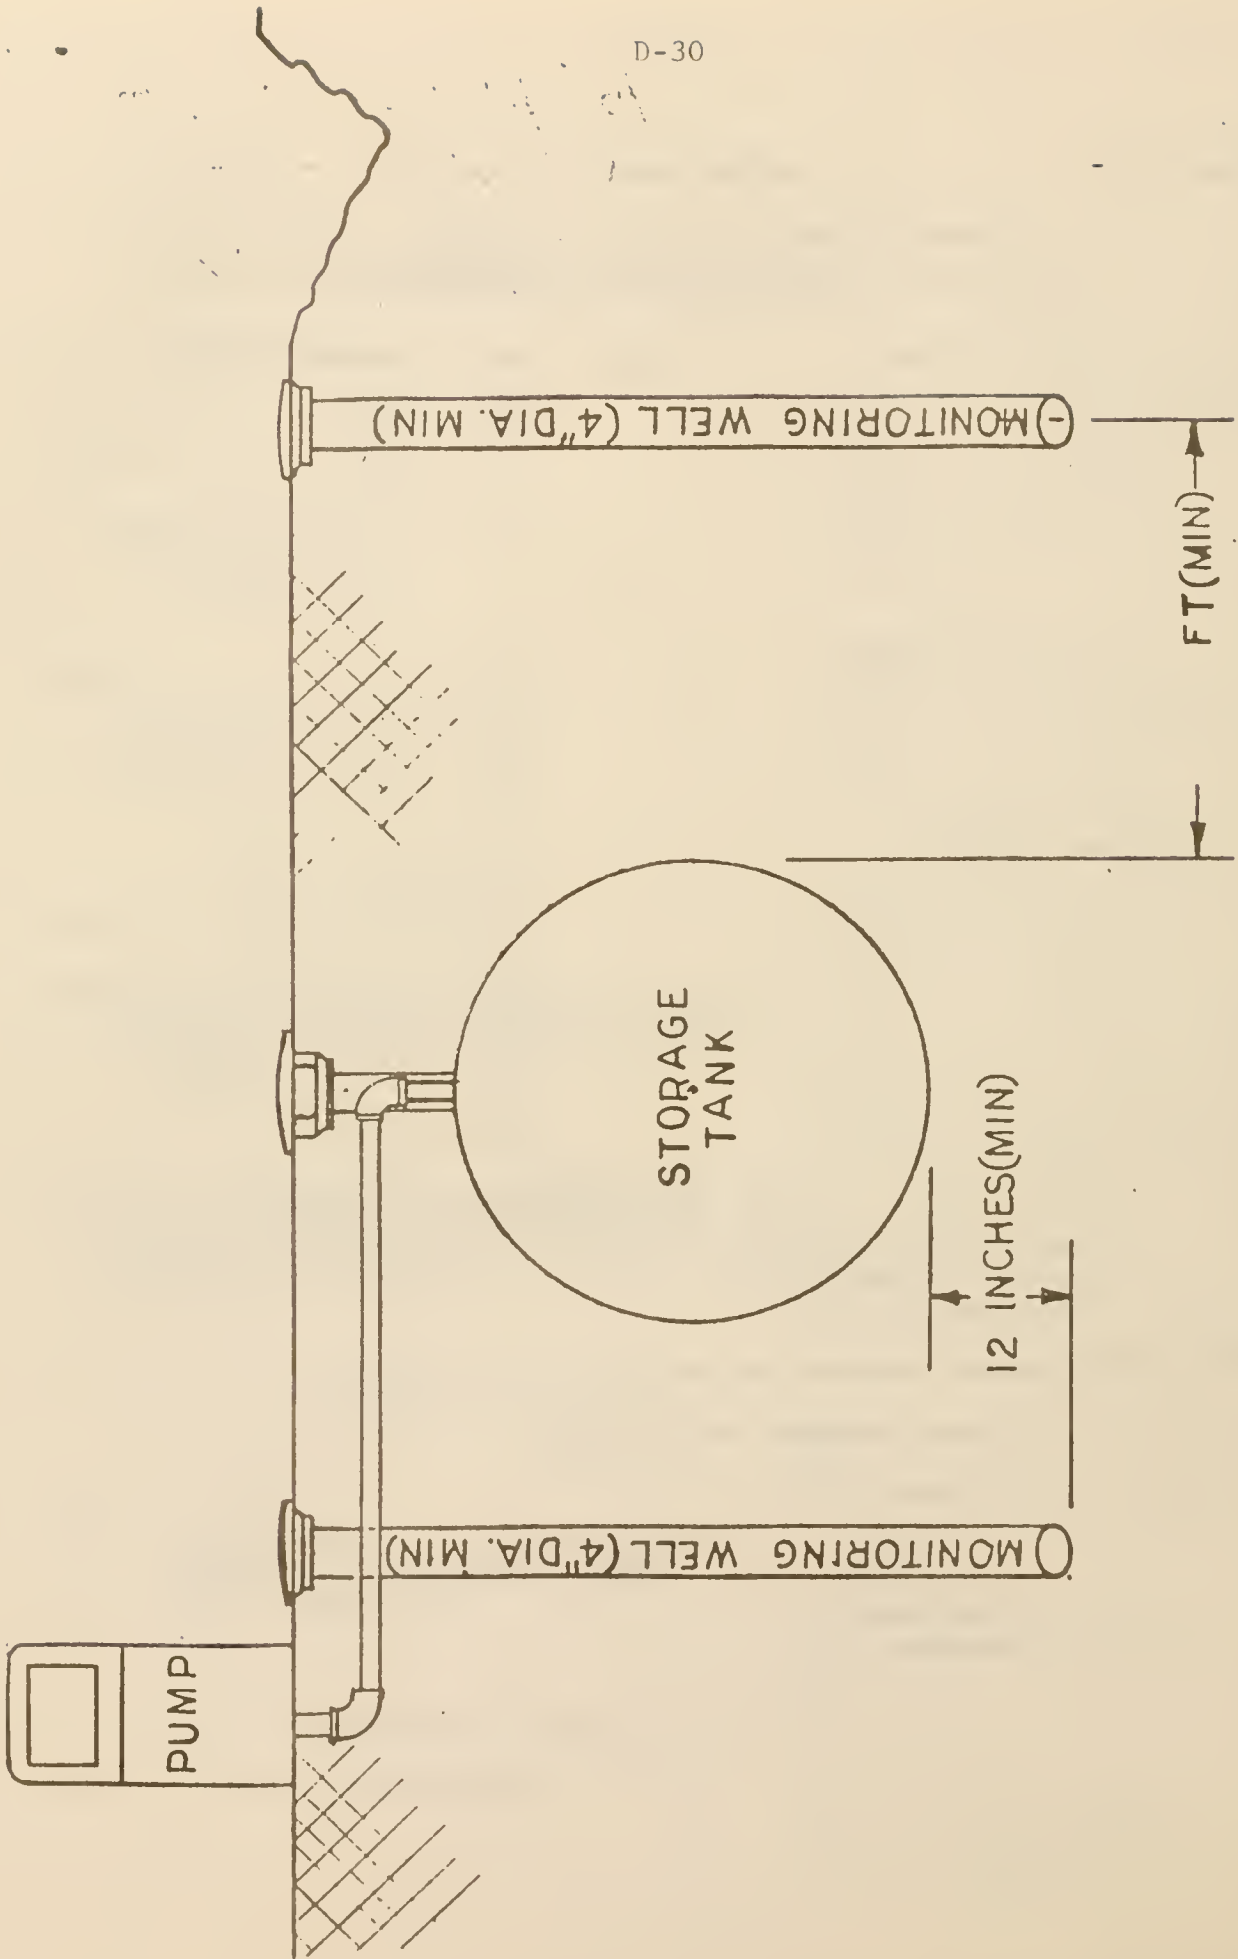 D-30
PUMP
MONITORING WELL (4" DIA. MIN)
STORAGE
TANK
12 INCHES(MIN)
MONITORING WELL (4" DIA. MIN)
FT(MIN)